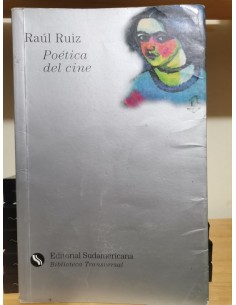 Raúl Ruiz
Poética
del cine
Editorial Sudamericana
Biblioteca Transversal